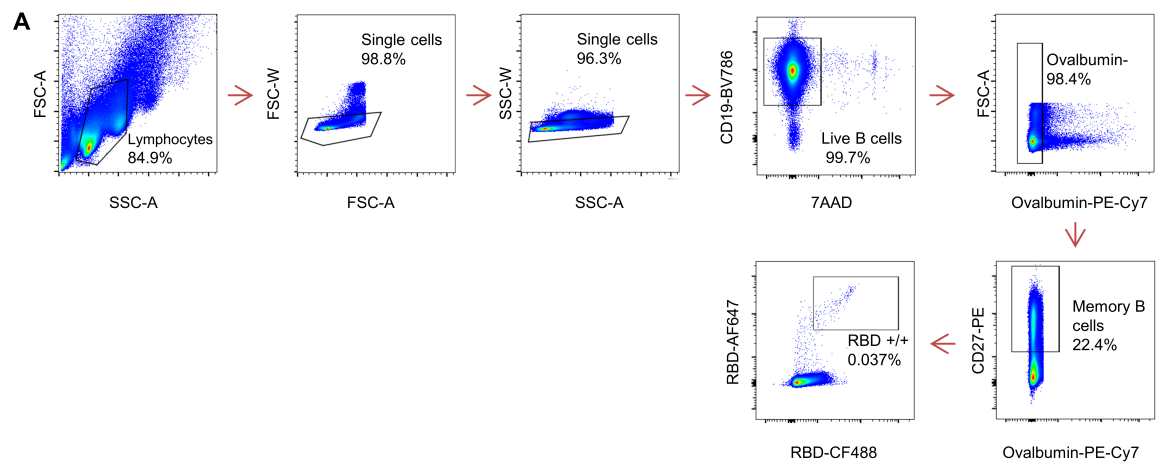 A
FSC-A
Lymphocytes
84.9%
SSC-A
FSC-W
Single cells
98.8%
FSC-A
SSC-W
Single cells
96.3%
SSC-A
CD19-BV786
Live B cells
99.7%
7AAD
FSC-A
Ovalbumin-
98.4%
Ovalbumin-PE-Cy7
CD27-PE
Memory B
cells
22.4%
Ovalbumin-PE-Cy7
RBD-AF647
RBD +/+
0.037%
RBD-CF488